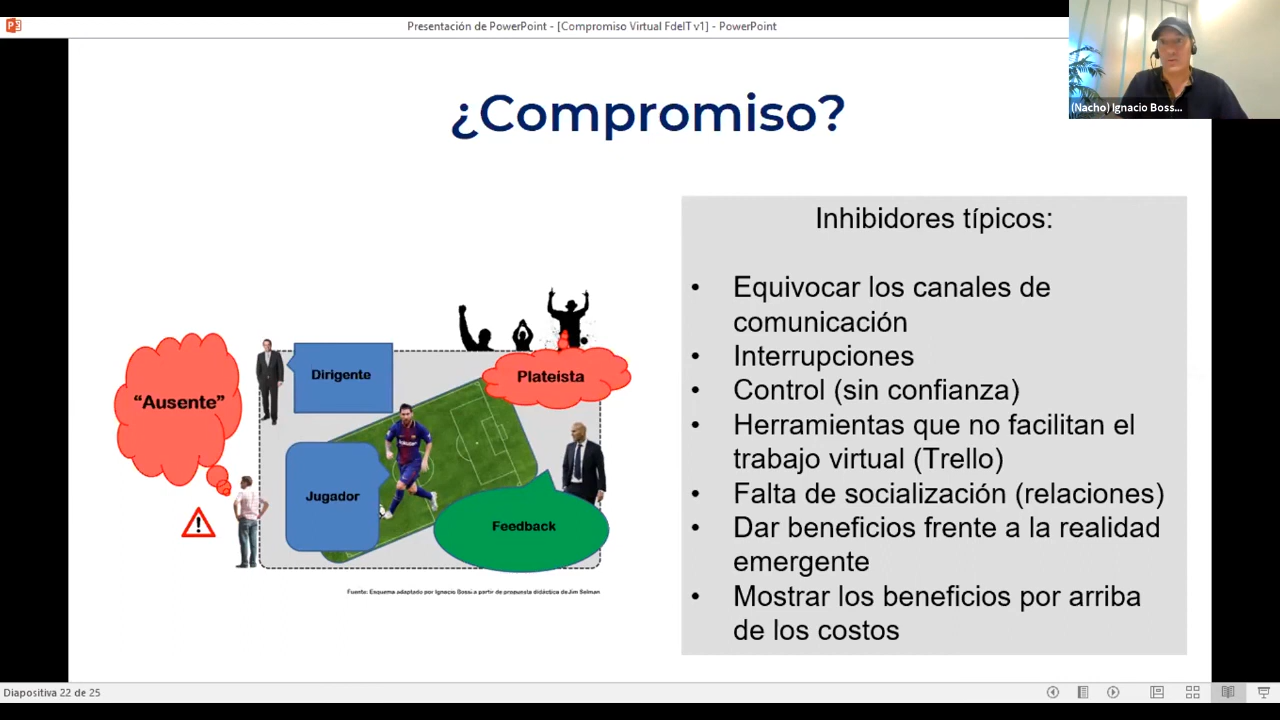 Presentación de PowerPoint - [Compromiso Virtual FdeIT v1] - PowerPoint
(Nacho) Ignacio Boss...
¿Compromiso?
Inhibidores típicos:
• Equivocar los canales de
comunicación
• Interrupciones
• Control (sin confianza)
• Herramientas que no facilitan el
trabajo virtual (Trello)
• Falta de socialización (relaciones)
• Dar beneficios frente a la realidad
emergente
• Mostrar los beneficios por arriba
de los costos
“Ausente”
Dirigente
Plateista
Jugador
Feedback
Fuente: Esquema adaptado por Ignacio Bossi a partir de propuesta didáctica de Jim Selman
Diapositiva 22 de 25